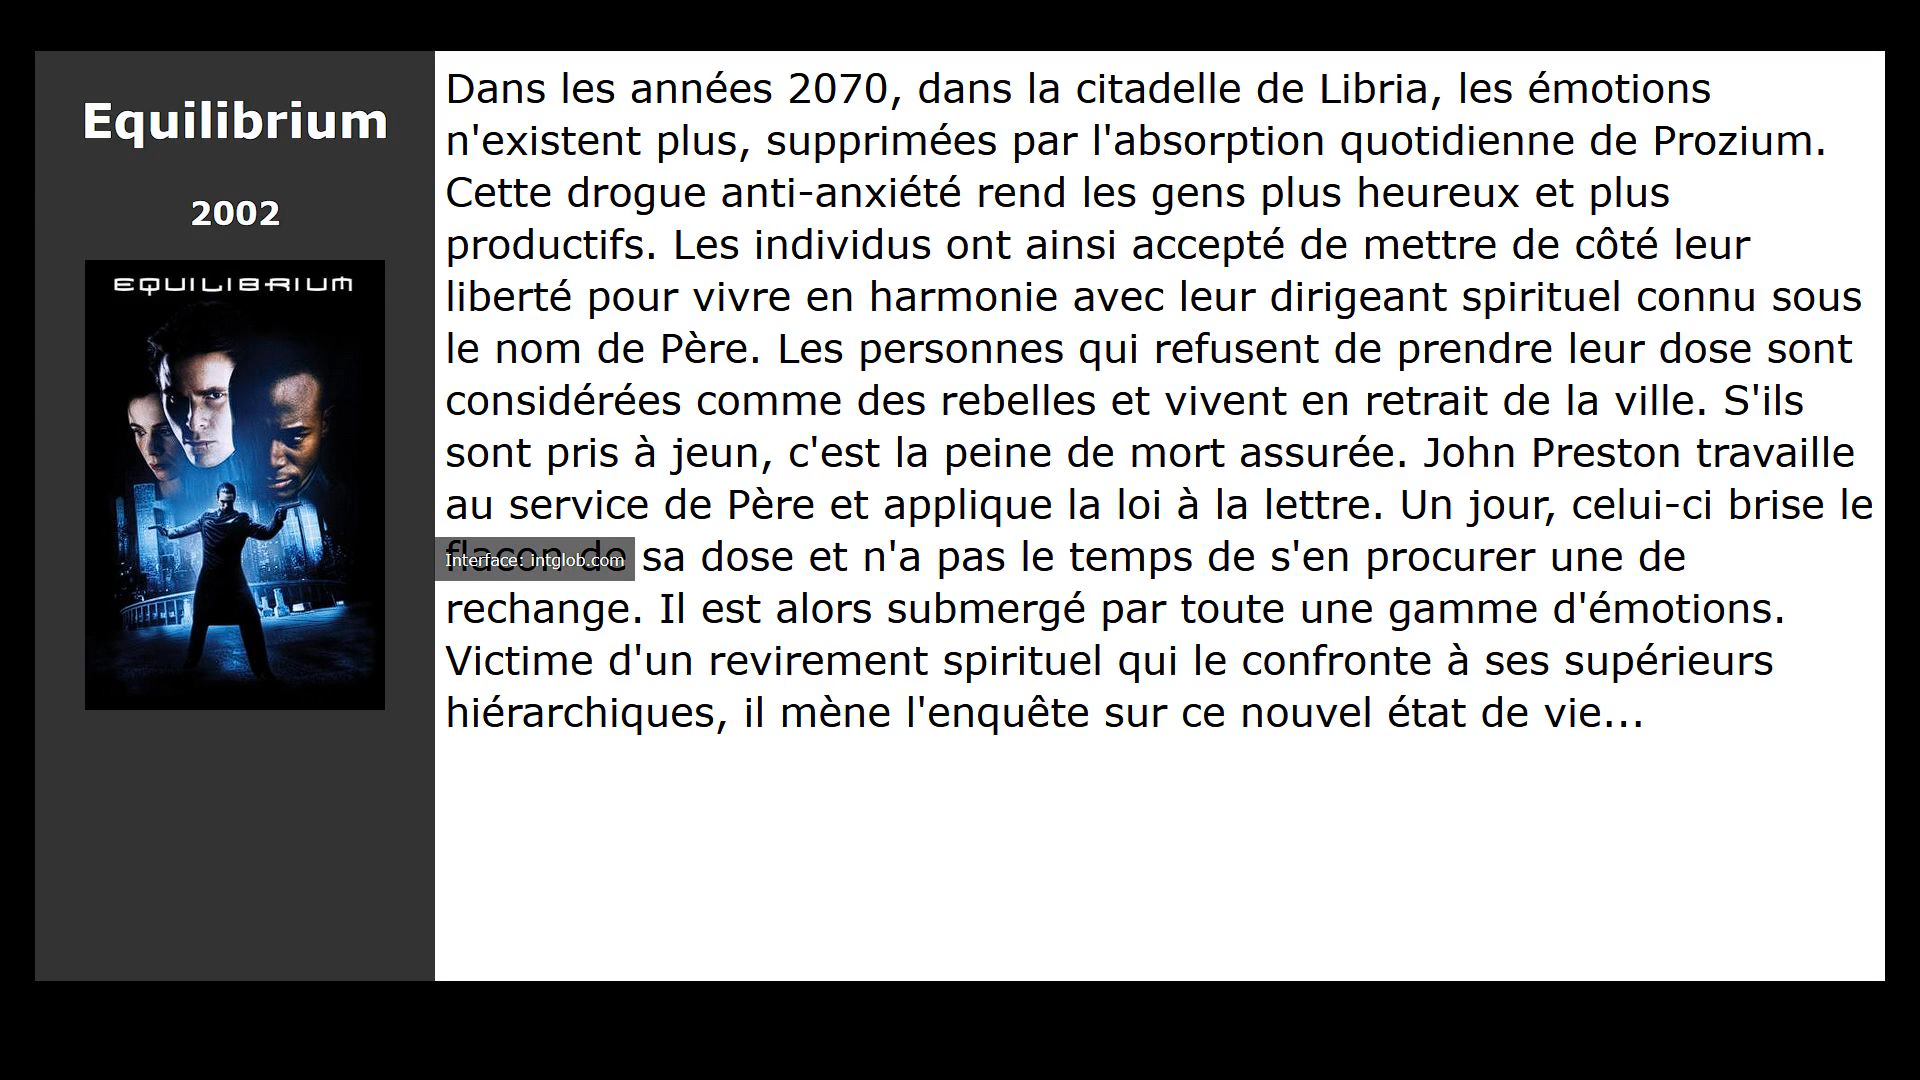 Equilibrium
2002
EQUILIBRIUM
Dans les années 2070, dans la citadelle de Libria, les émotions
n'existent plus, supprimées par l'absorption quotidienne de Prozium.
Cette drogue anti-anxiété rend les gens plus heureux et plus
productifs. Les individus ont ainsi accepté de mettre de côté leur
liberté pour vivre en harmonie avec leur dirigeant spirituel connu sous
le nom de Père. Les personnes qui refusent de prendre leur dose sont
considérées comme des rebelles et vivent en retrait de la ville. S'ils
sont pris à jeun, c'est la peine de mort assurée. John Preston travaille
au service de Père et applique la loi à la lettre. Un jour, celui-ci brise le
flacon de sa dose et n'a pas le temps de s'en procurer une de
rechange. Il est alors submergé par toute une gamme d'émotions.
Victime d'un revirement spirituel qui le confronte à ses supérieurs
hiérarchiques, il mène l'enquête sur ce nouvel état de vie...
Interface: intglob.com